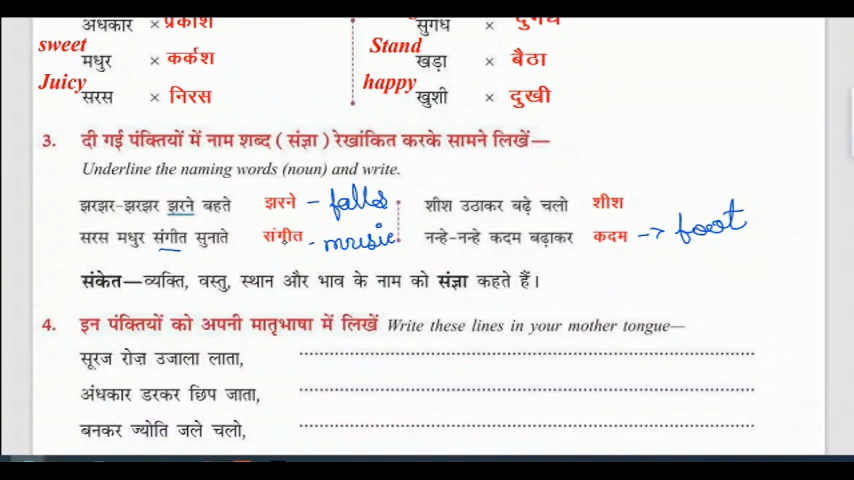 अंधकार × प्रकाश सुगंध × दुर्गंध
sweet Stand
मधुर × कर्कश खड़ा × बैठा
Juicy happy
सरस × निरस खुशी × दुखी
3. दी गई पंक्तियों में नाम शब्द ( संज्ञा ) रेखांकित करके सामने लिखें—
Underline the naming words (noun) and write.
झरझर-झरझर झरने बहते झरने - falls शीश उठाकर बढ़े चलो शीश
सरस मधुर संगीत सुनाते संगीत - music नन्हे-नन्हे कदम बढ़ाकर कदम → foot
संकेत—व्यक्ति, वस्तु, स्थान और भाव के नाम को संज्ञा कहते हैं।
4. इन पंक्तियों को अपनी मातृभाषा में लिखें Write these lines in your mother tongue—
सूरज रोज़ उजाला लाता,
अंधकार डरकर छिप जाता,
बनकर ज्योति जले चलो,